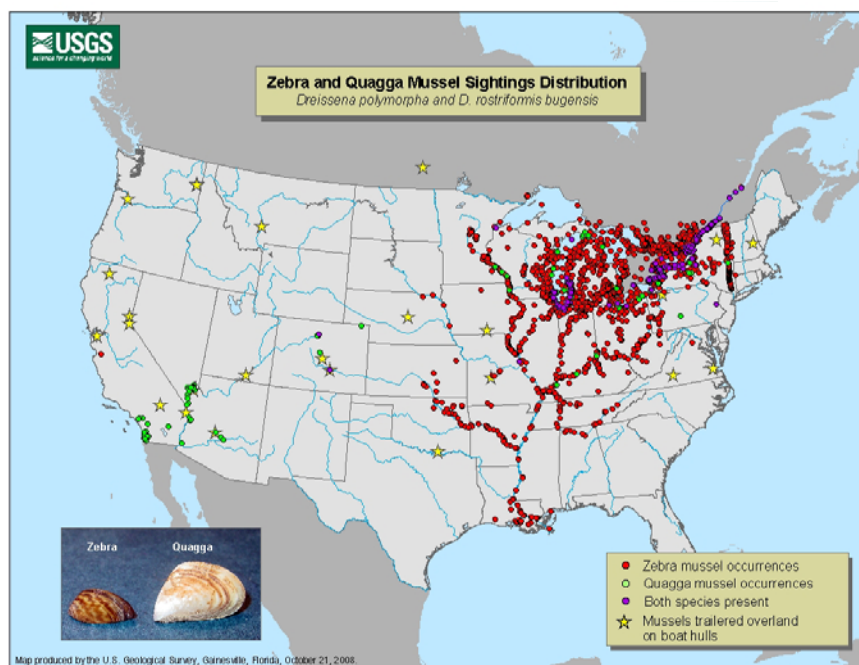 USGS
science for a changing world
Zebra and Quagga Mussel Sightings Distribution
Dreissena polymorpha and D. rostriformis bugensis
Zebra
Quagga
Zebra mussel occurrences
Quagga mussel occurrences
Both species present
Mussels trailered overland
on boat hulls
Map produced by the U.S. Geological Survey, Gainesville, Florida, October 21, 2008.